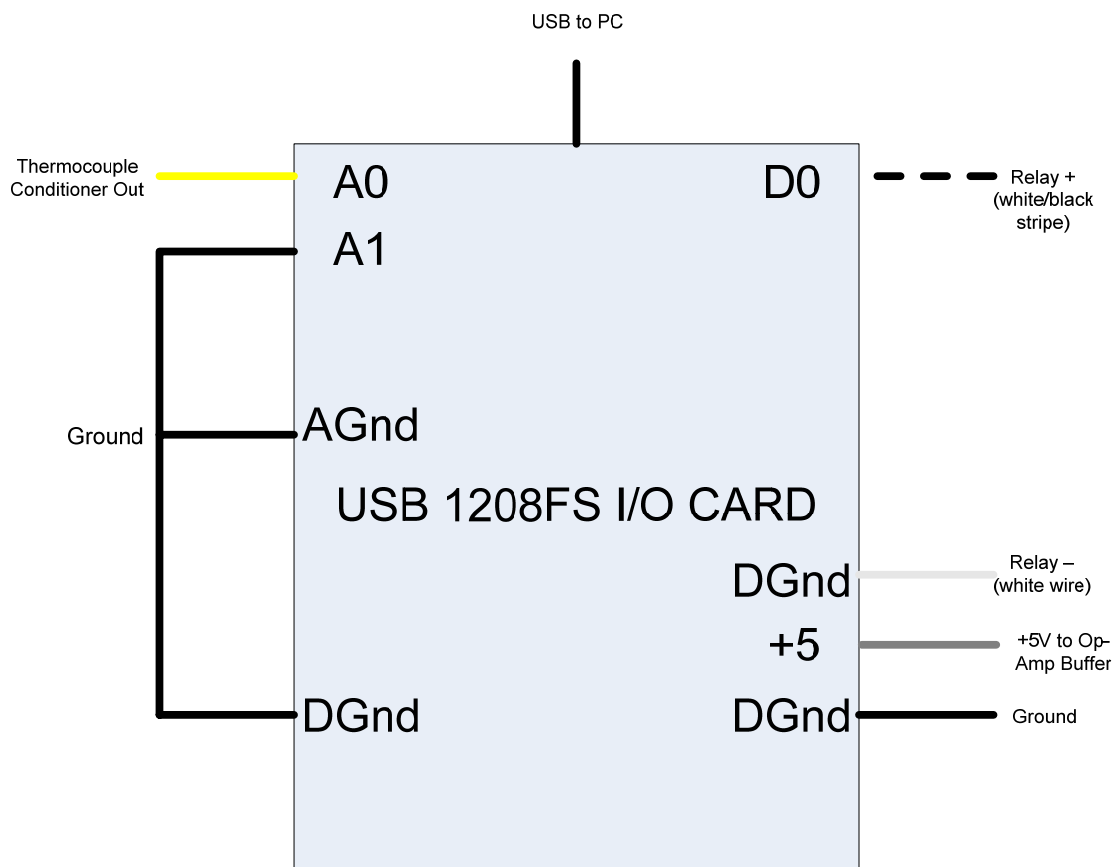 USB to PC
Thermocouple
Conditioner Out
A0
D0
Relay +
(white/black
stripe)
A1
Ground
AGnd
USB 1208FS I/O CARD
DGnd
Relay –
(white wire)
+5
+5V to Op-
Amp Buffer
DGnd
DGnd
Ground